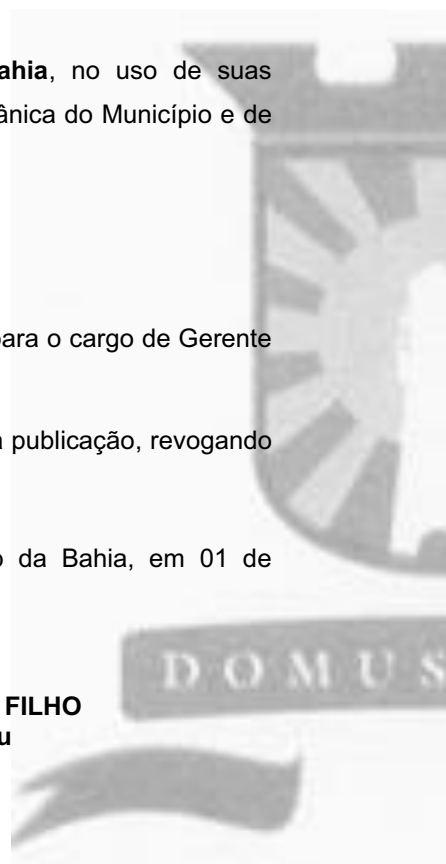 ahia, no uso de suas
ânica do Município e de
para o cargo de Gerente
a publicação, revogando
o da Bahia, em 01 de
DOMUS
FILHO
u